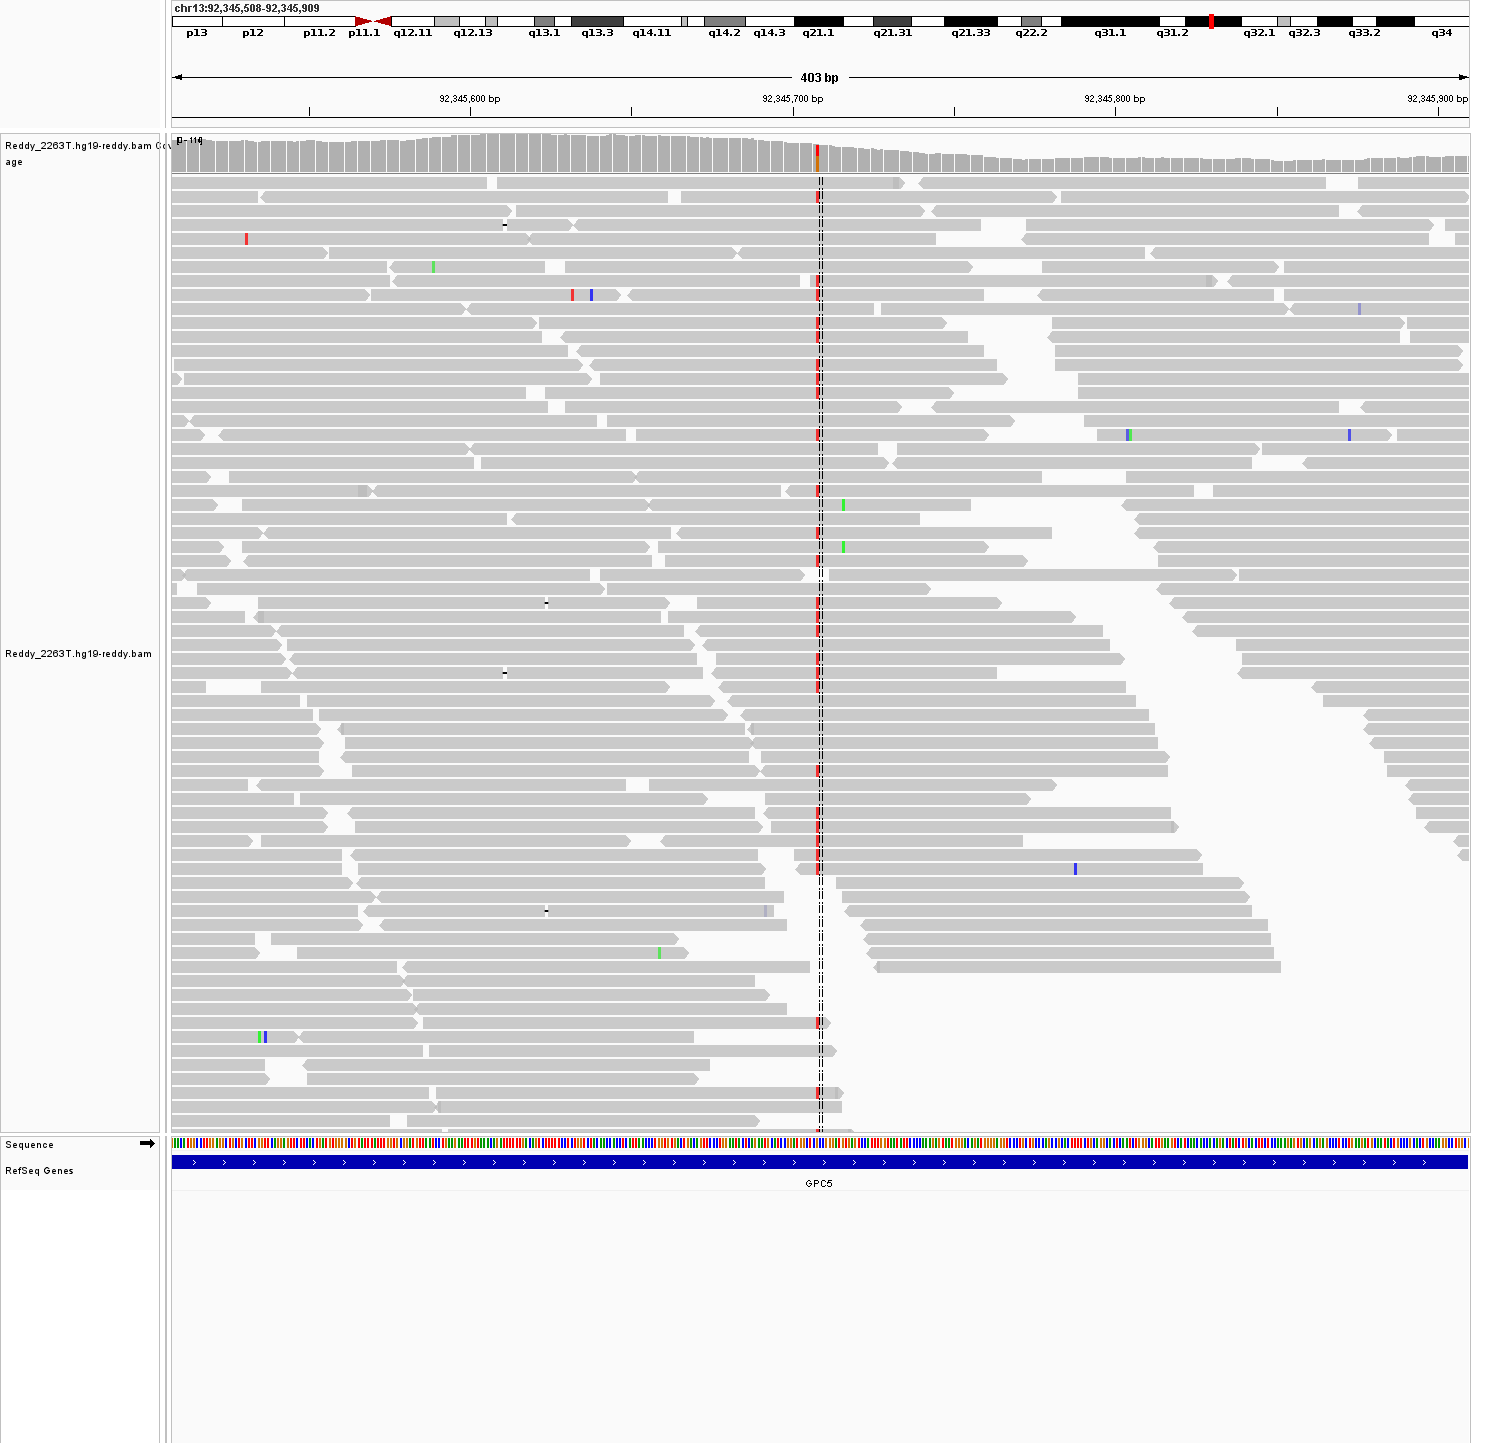 chr13:92,345,508-92,345,909
p13 p12 p11.2 p11.1 q12.11 q12.13 q13.1 q13.3 q14.11 q14.2 q14.3 q21.1 q21.31 q21.33 q22.2 q31.1 q31.2 q32.1 q32.3 q33.2 q34
403 bp
92,345,600 bp 92,345,700 bp 92,345,800 bp 92,345,900 bp
Reddy_2263T.hg19-reddy.bam Cov
age
Reddy_2263T.hg19-reddy.bam
Sequence
RefSeq Genes
GPC5